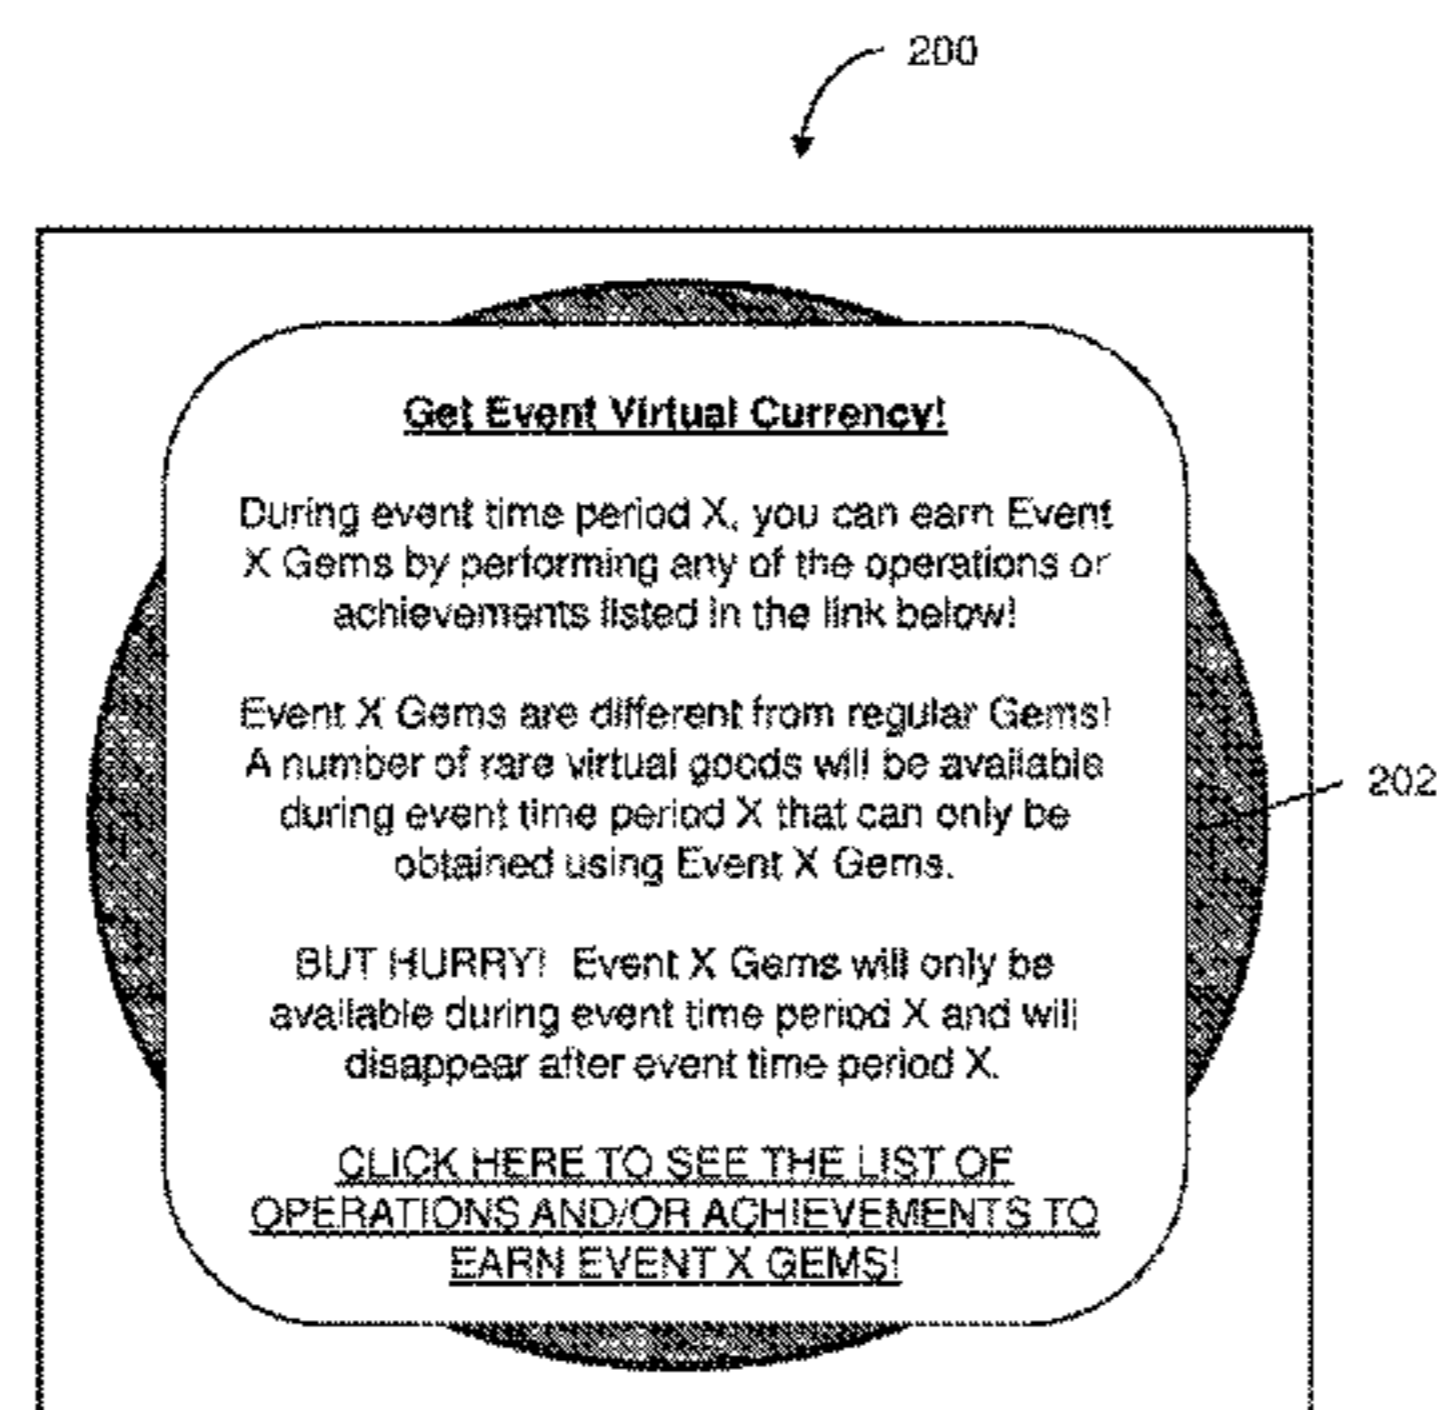 200
Get Event Virtual Currency!
During event time period X, you can earn Event
X Gems by performing any of the operations or
achievements listed in the link below!
Event X Gems are different from regular Gems!
A number of rare virtual goods will be available
during event time period X that can only be
obtained using Event X Gems.
202
BUT HURRY! Event X Gems will only be
available during event time period X and will
disappear after event time period X.
CLICK HERE TO SEE THE LIST OF
OPERATIONS AND/OR ACHIEVEMENTS TO
EARN EVENT X GEMS!